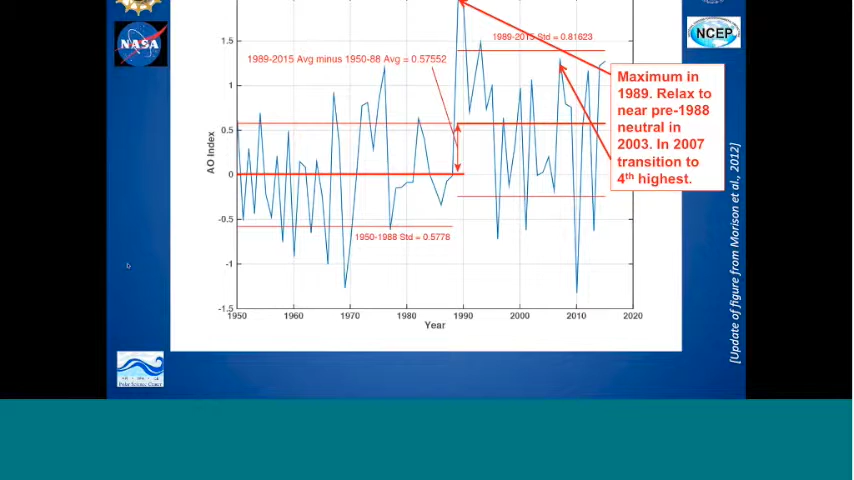 1.5
1989-2015 Std = 0.81623
1989-2015 Avg minus 1950-88 Avg = 0.57552
NASA
NCEP
Maximum in
1989. Relax to
near pre-1988
neutral in
2003. In 2007
transition to
4th highest.
1
0.5
0
-0.5
-1
-1.5
AO Index
1950-1988 Std = 0.5778
1950 1960 1970 1980 1990 2000 2010 2020
Year
[Update of figure from Morison et al., 2012]
Polar Science Center